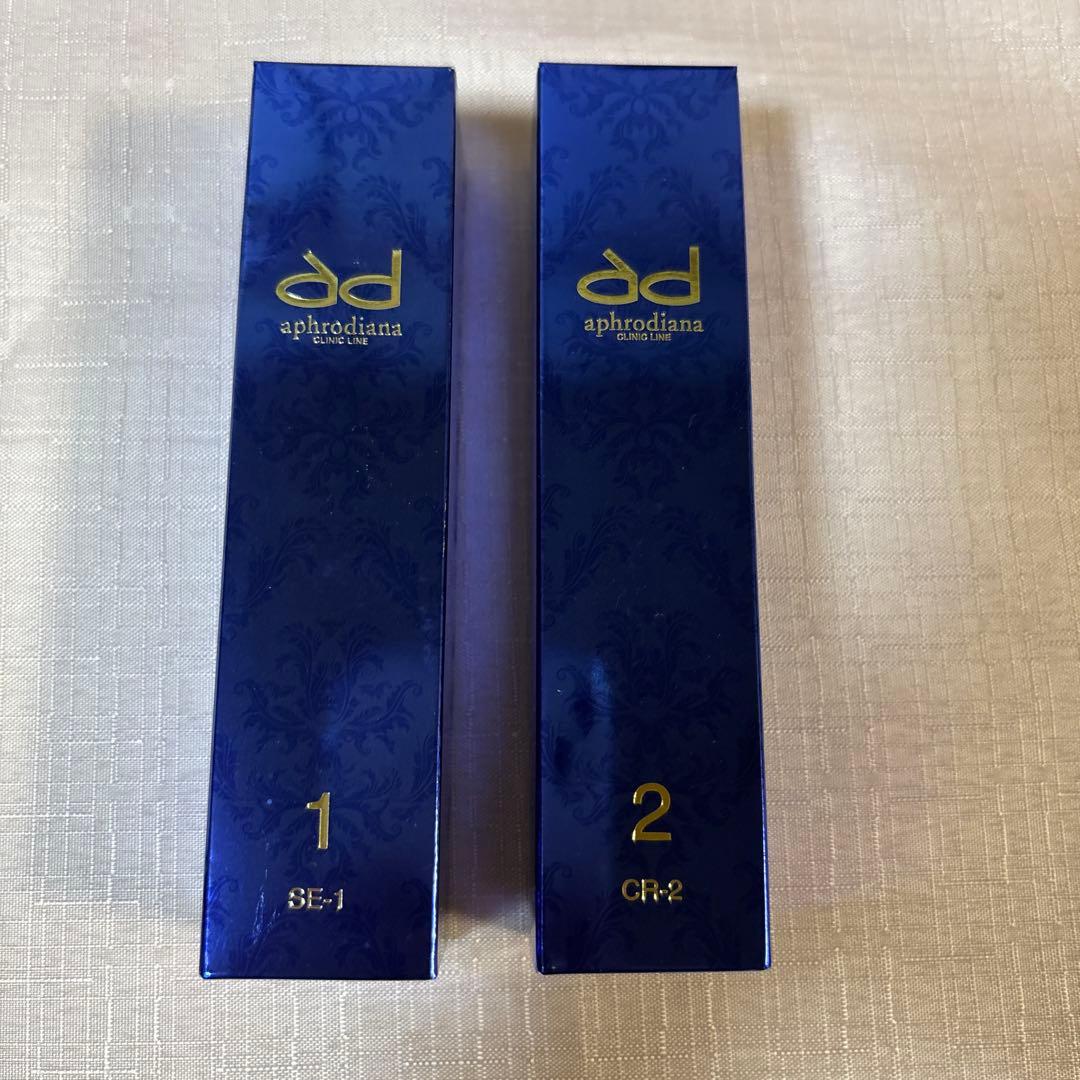 ad
aphrodiana
CLINIC LINE
1
SE-1
ad
aphrodiana
CLINIC LINE
2
CR-2